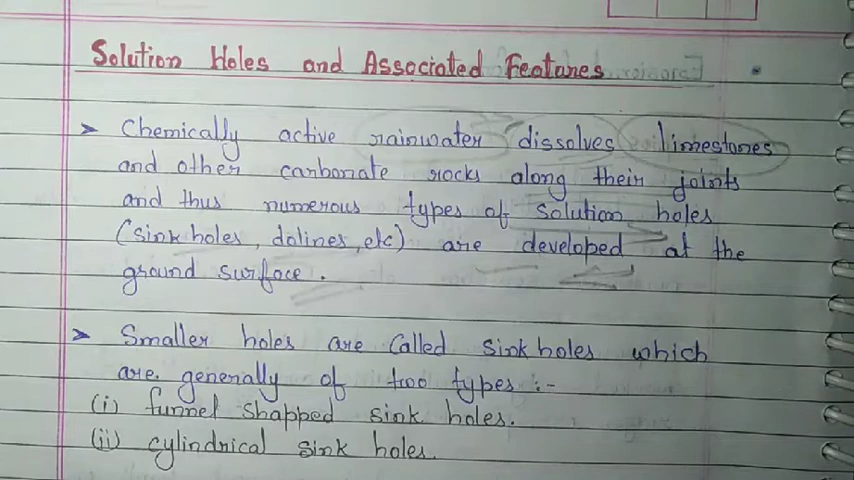 Solution Holes and Associated Features
➤ Chemically active rainwater dissolves limestones
and other carbonate rocks along their joints
and thus numerous types of solution holes
(sink holes, dolines, etc) are developed at the
ground surface.
➤ Smaller holes are called sink holes which
are generally of two types :-
(i) funnel shapped sink holes.
(ii) cylindrical sink holes.